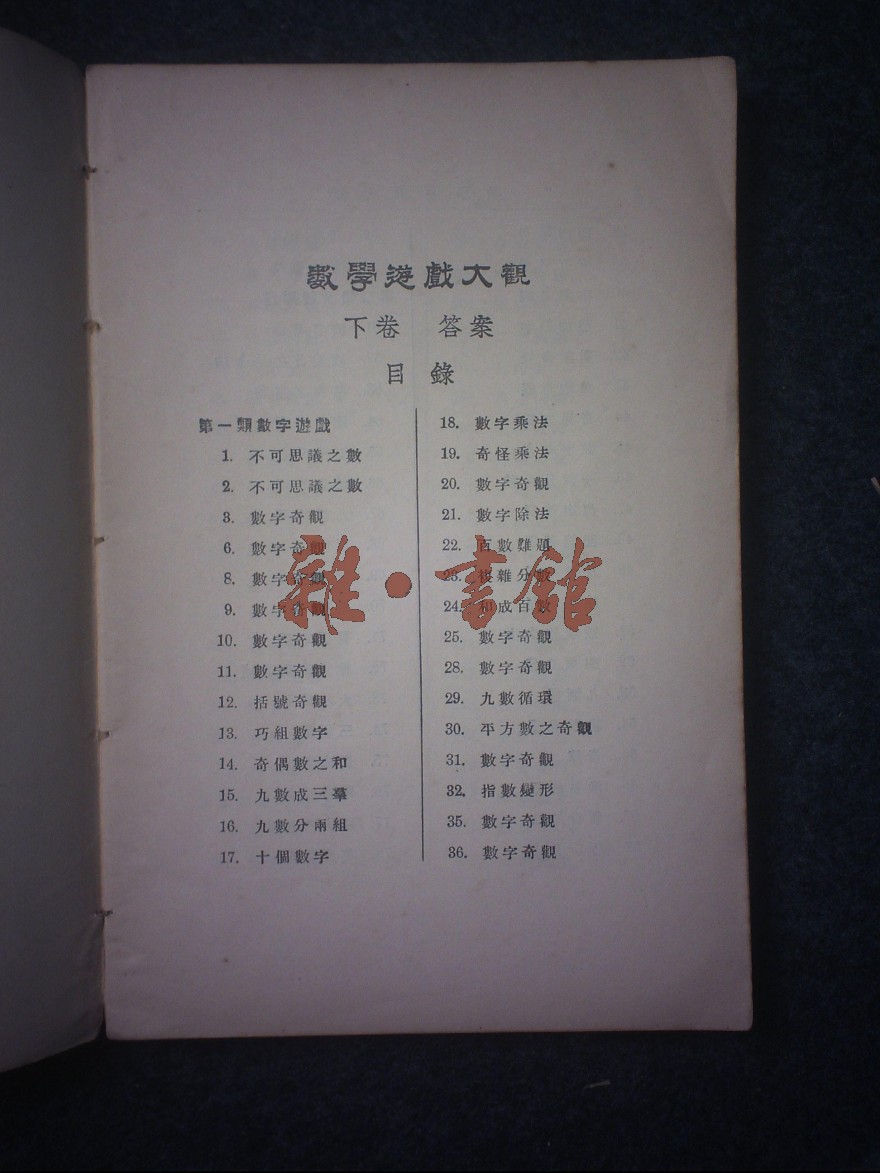 數學遊戲大觀
下卷 答案
目錄
第一類數字遊戲
1. 不可思議之數
2. 不可思議之數
3. 數字奇觀
6. 數字奇觀
8. 數字奇觀
9. 數字奇觀
10. 數字奇觀
11. 數字奇觀
12. 括號奇觀
13. 巧組數字
14. 奇偶數之和
15. 九數成三羣
16. 九數分兩組
17. 十個數字
18. 數字乘法
19. 奇怪乘法
20. 數字奇觀
21. 數字除法
22. 百數難題
23. 複雜分數
24. 和成百數
25. 數字奇觀
28. 數字奇觀
29. 九數循環
30. 平方數之奇觀
31. 數字奇觀
32. 指數變形
35. 數字奇觀
36. 數字奇觀
雜·書館